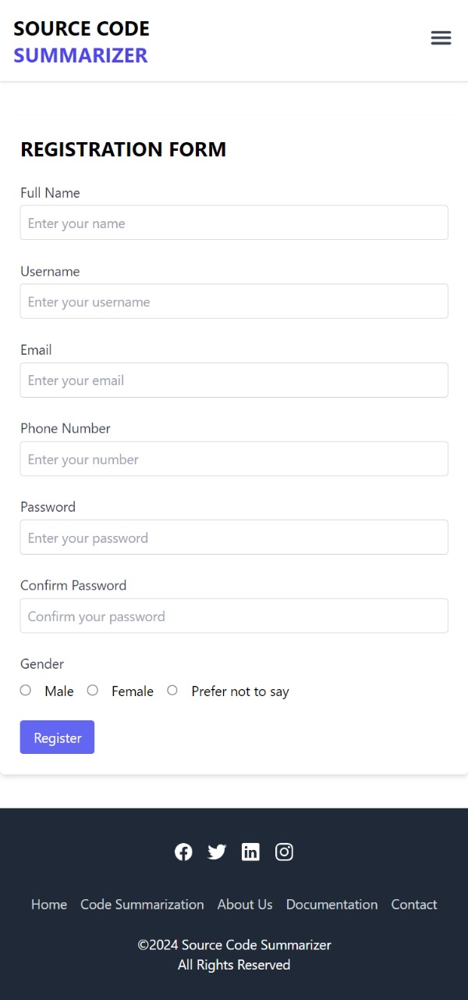 SOURCE CODE
SUMMARIZER
REGISTRATION FORM
Full Name
Enter your name
Username
Enter your username
Email
Enter your email
Phone Number
Enter your number
Password
Enter your password
Confirm Password
Confirm your password
Gender
Male Female Prefer not to say
Register
Home Code Summarization About Us Documentation Contact
©2024 Source Code Summarizer
All Rights Reserved